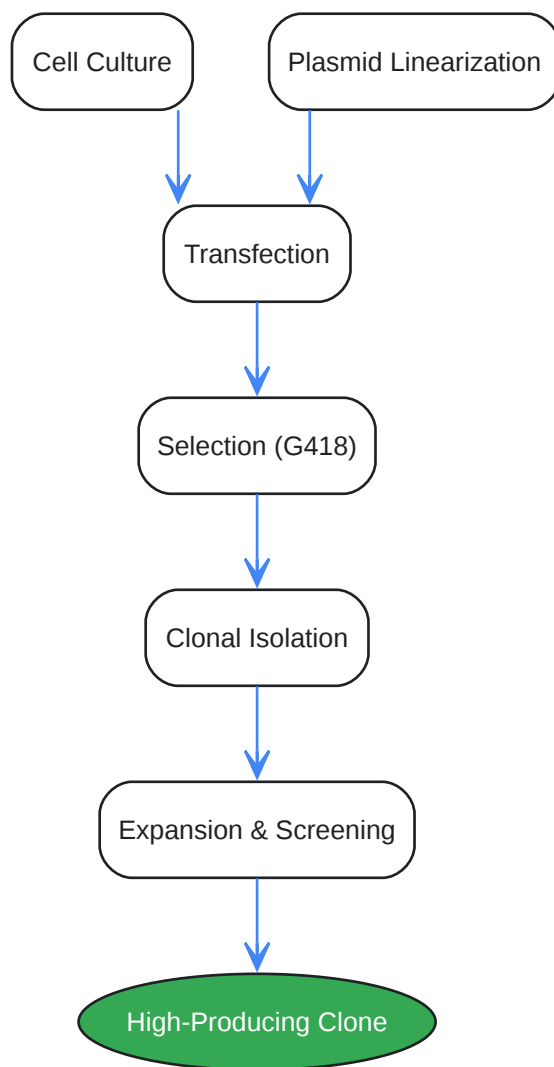 Cell Culture
Plasmid Linearization
Transfection
Selection (G418)
Clonal Isolation
Expansion & Screening
High-Producing Clone